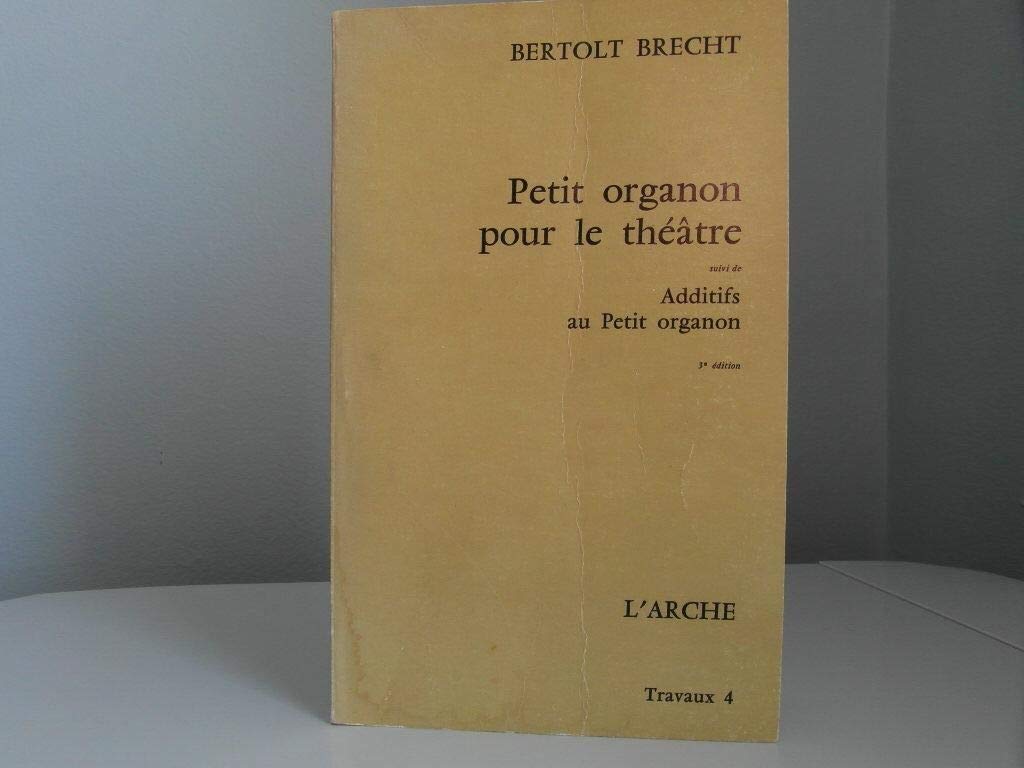 BERTOLT BRECHT
Petit organon
pour le théâtre
suivi de
Additifs
au Petit organon
3ᵉ édition
L'ARCHE
Travaux 4